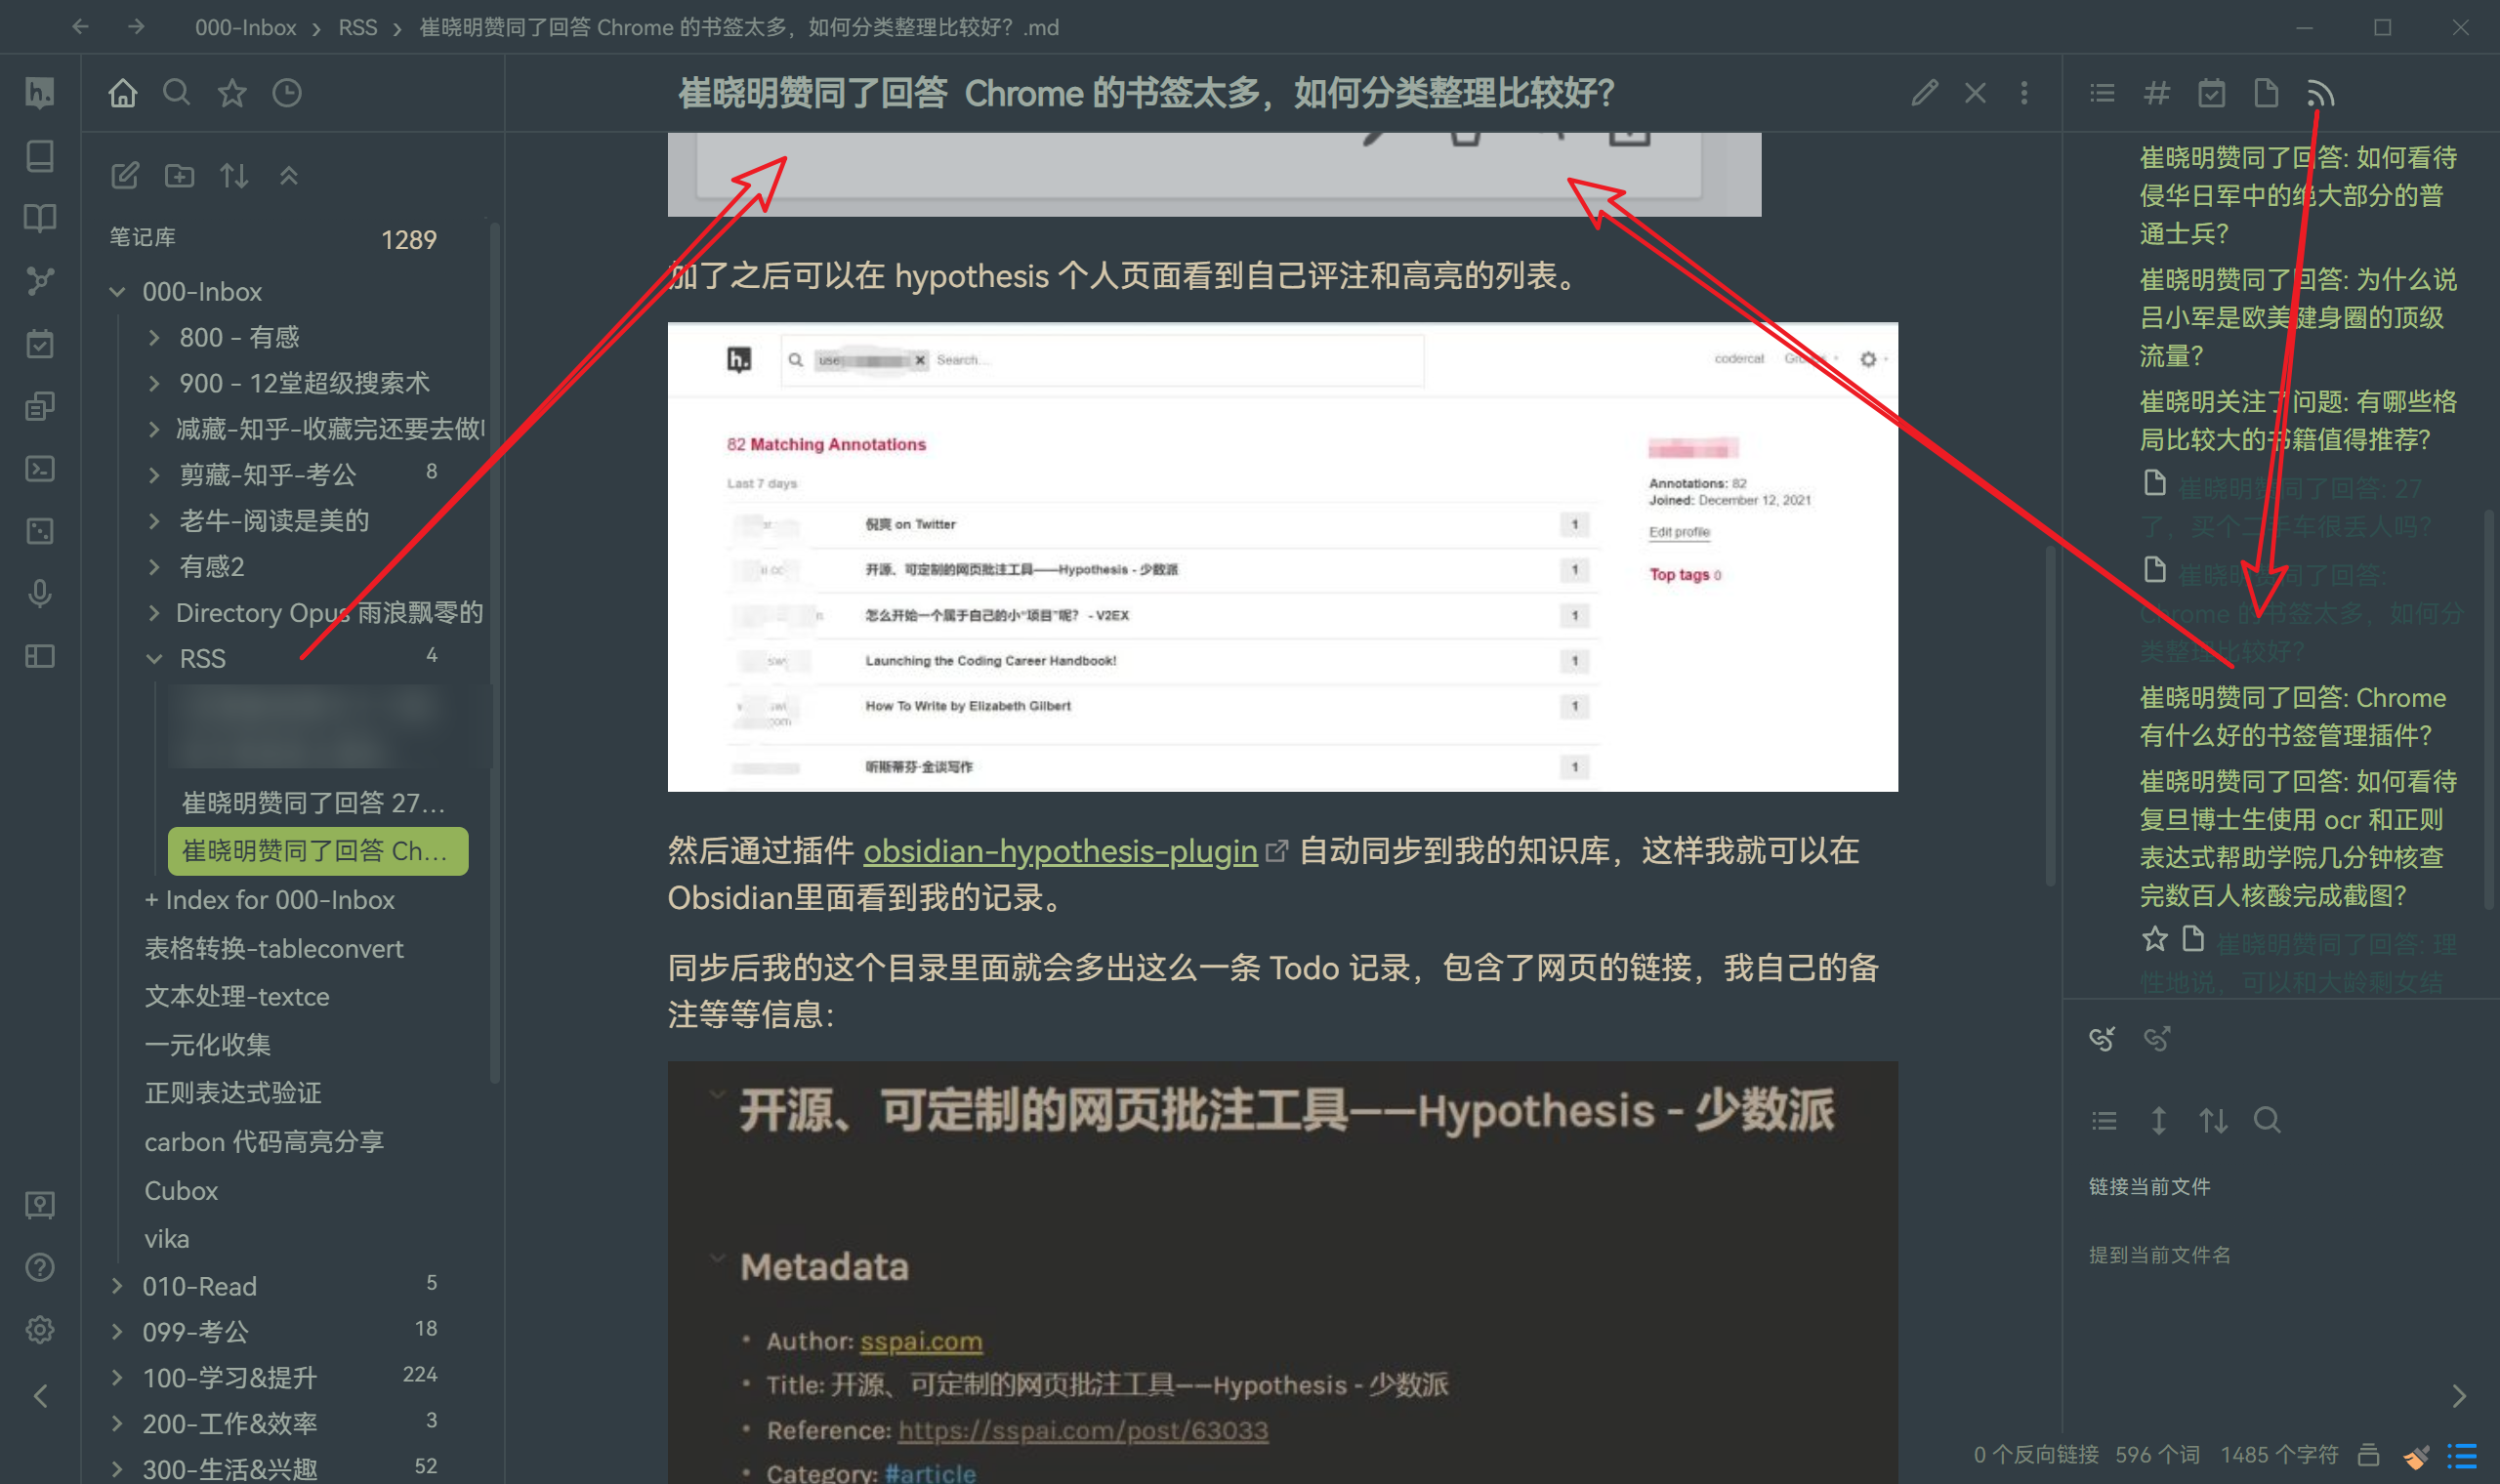 000-Inbox › RSS › 崔晓明赞同了回答 Chrome 的书签太多，如何分类整理比较好？.md
笔记库 1289
000-Inbox
800 - 有感
900 - 12堂超级搜索术
减藏-知乎-收藏完还要去做
剪藏-知乎-考公 8
老牛-阅读是美的
有感2
Directory Opus 雨浪飘零的
RSS 4
崔晓明赞同了回答 27...
崔晓明赞同了回答 Ch...
+ Index for 000-Inbox
表格转换-tableconvert
文本处理-textce
一元化收集
正则表达式验证
carbon 代码高亮分享
Cubox
vika
010-Read 5
099-考公 18
100-学习&提升 224
200-工作&效率 3
300-生活&兴趣 52
崔晓明赞同了回答 Chrome 的书签太多，如何分类整理比较好？
加了之后可以在 hypothesis 个人页面看到自己评注和高亮的列表。
h. use Search... codercat
82 Matching Annotations
Last 7 days
倪爽 on Twitter 1
开源、可定制的网页批注工具——Hypothesis - 少数派 1
怎么开始一个属于自己的小“项目”呢？ - V2EX 1
Launching the Coding Career Handbook! 1
How To Write by Elizabeth Gilbert 1
听斯蒂芬·金谈写作 1
Annotations: 82
Joined: December 12, 2021
Edit profile
Top tags 0
然后通过插件 obsidian-hypothesis-plugin 自动同步到我的知识库，这样我就可以在
Obsidian里面看到我的记录。
同步后我的这个目录里面就会多出这么一条 Todo 记录，包含了网页的链接，我自己的备
注等等信息：
开源、可定制的网页批注工具——Hypothesis - 少数派
Metadata
• Author: sspai.com
• Title: 开源、可定制的网页批注工具——Hypothesis - 少数派
• Reference: https://sspai.com/post/63033
• Category: #article
崔晓明赞同了回答: 如何看待
侵华日军中的绝大部分的普
通士兵？
崔晓明赞同了回答: 为什么说
吕小军是欧美健身圈的顶级
流量？
崔晓明关注了问题: 有哪些格
局比较大的书籍值得推荐？
崔晓明赞同了回答: 27
了，买个二手车很丢人吗？
崔晓明赞同了回答:
Chrome 的书签太多，如何分
类整理比较好？
崔晓明赞同了回答: Chrome
有什么好的书签管理插件？
崔晓明赞同了回答: 如何看待
复旦博士生使用 ocr 和正则
表达式帮助学院几分钟核查
完数百人核酸完成截图？
崔晓明赞同了回答-理
性地说，可以和大龄剩女结
链接当前文件
提到当前文件名
0 个反向链接 596 个词 1485 个字符